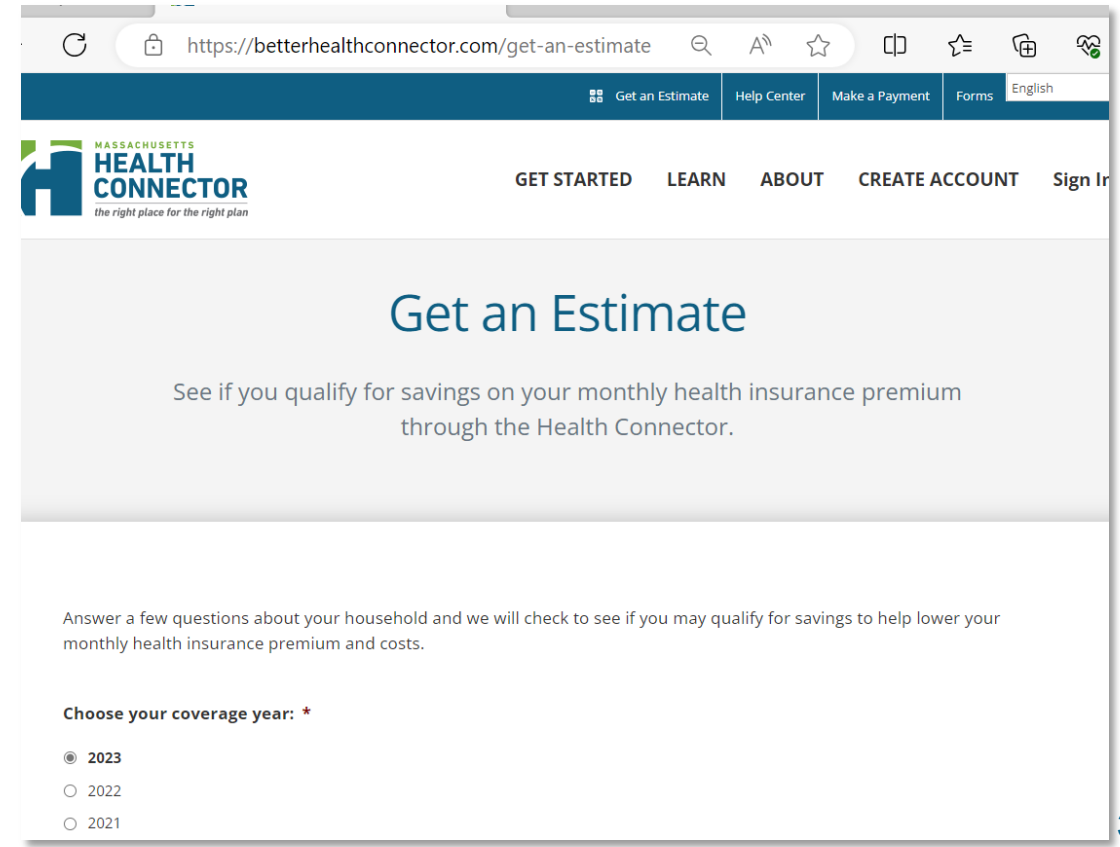 https://betterhealthconnector.com/get-an-estimate
Get an Estimate Help Center Make a Payment Forms English
MASSACHUSETTS
HEALTH
CONNECTOR
the right place for the right plan
GET STARTED LEARN ABOUT CREATE ACCOUNT Sign In
Get an Estimate
See if you qualify for savings on your monthly health insurance premium
through the Health Connector.
Answer a few questions about your household and we will check to see if you may qualify for savings to help lower your
monthly health insurance premium and costs.
Choose your coverage year: *
2023
2022
2021